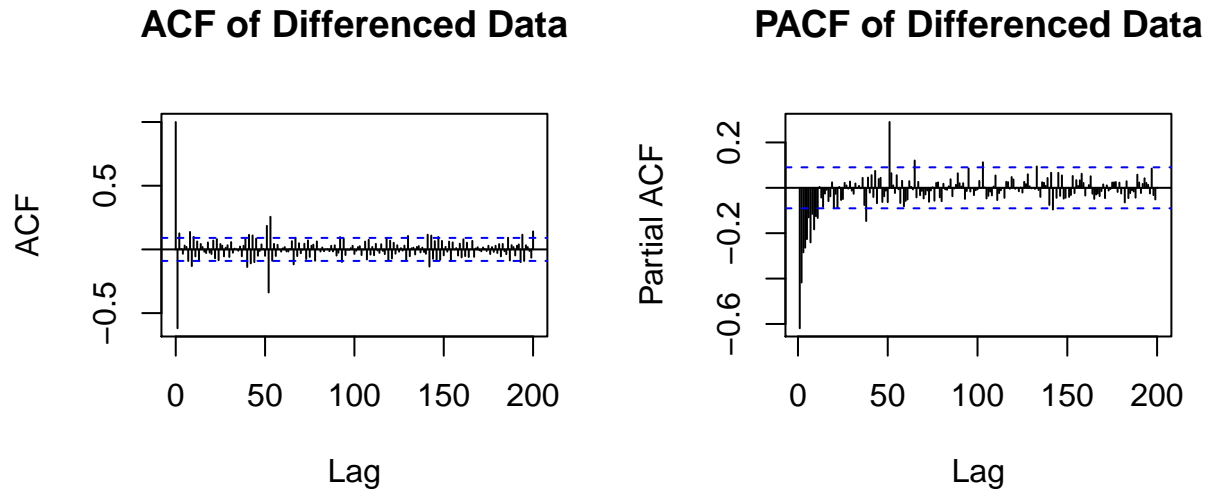 ACF of Differenced Data
ACF
0.5
−0.5
0 50 100 150 200
Lag
PACF of Differenced Data
Partial ACF
0.2
−0.2
−0.6
0 50 100 150 200
Lag